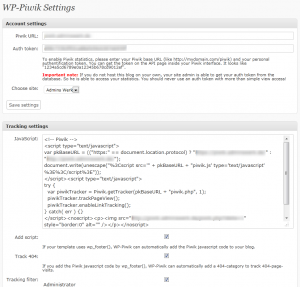 WP-Piwik Settings
Account settings
Piwik URL:
Auth token:
To enable Piwik statistics, please enter your Piwik base URL (like http://mydomain.com/piwik) and your personal
authentification token. You can get the token on the API page inside your Piwik interface. It looks like
Important note: If you do not host this blog on your own, your site admin is able to get your auth token from the
database. So he is able to access your statistics. You should never use an auth token with more than simple view access!
Choose site:
Save settings
Tracking settings
JavaScript:
<!-- Piwik -->
<script type="text/javascript">
var pkBaseURL = (("https:" == document.location.protocol) ? "
document.write(unescape("%3Cscript src='" + pkBaseURL + "piwik.js' type='text/javascript'
%3E%3C/script%3E"));
</script><script type="text/javascript">
try {
var piwikTracker = Piwik.getTracker(pkBaseURL + "piwik.php", 1);
piwikTracker.trackPageView();
piwikTracker.enableLinkTracking();
} catch( err ) {}
</script><noscript><p><img src="
style="border:0" alt="" /></p></noscript>
Add script:
If your template uses wp_footer(), WP-Piwik can automatically add the Piwik javascript code to your blog.
Track 404:
If you add the Piwik javascript code by wp_footer(), WP-Piwik can automatically add a 404-category to track 404-page-
visits.
Tracking filter:
Administrator